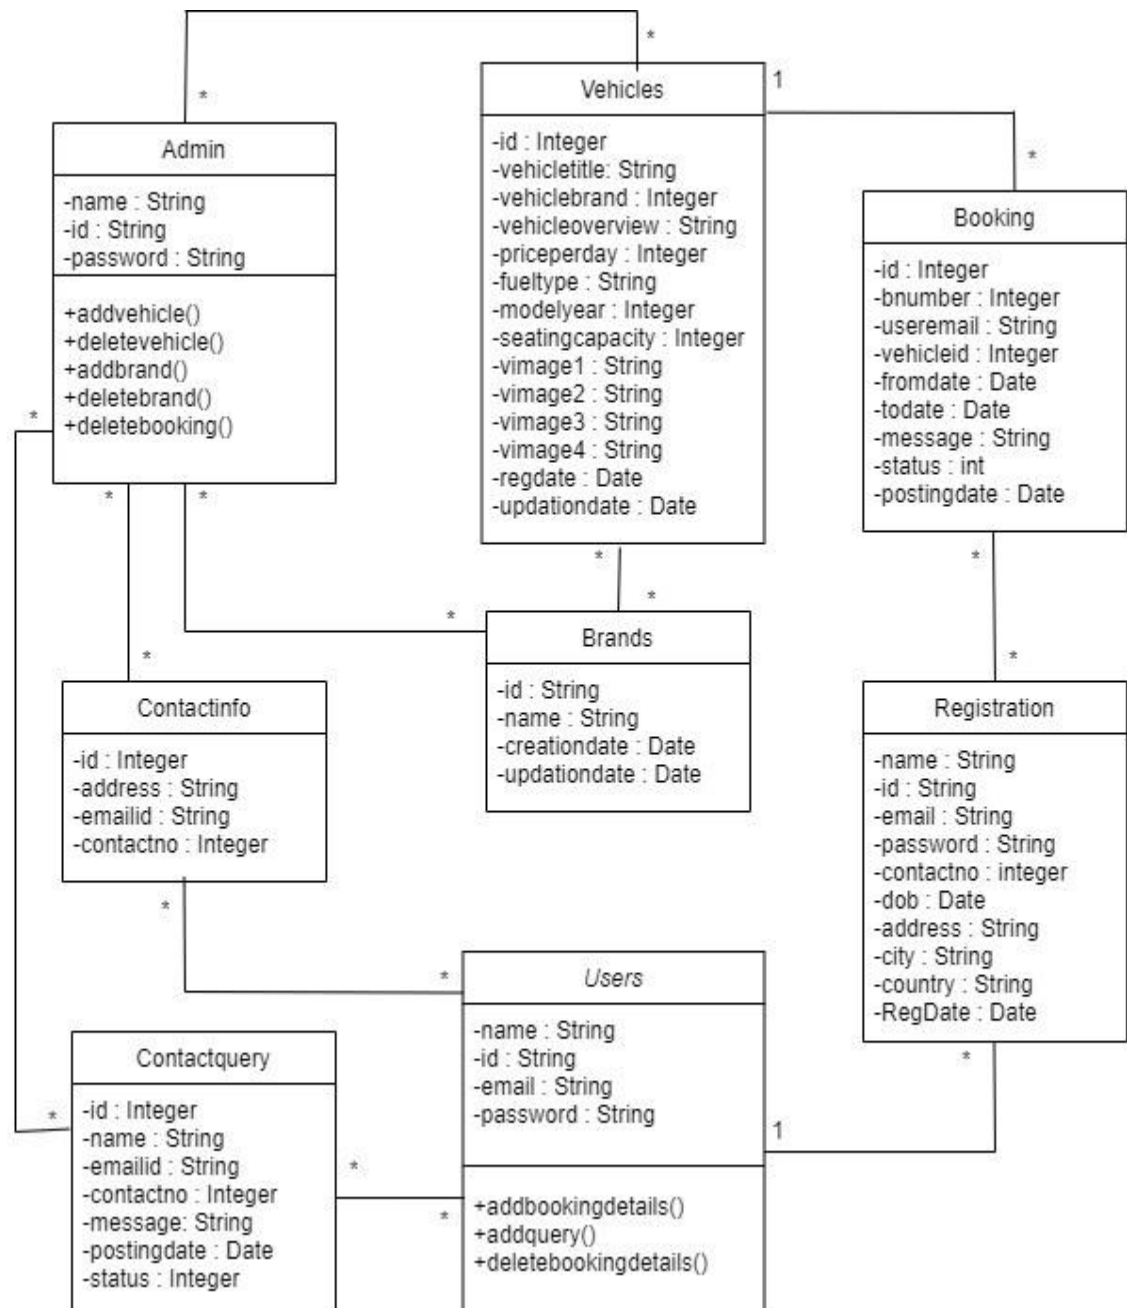 *
*
1
Vehicles
-id : Integer
-vehicletitle: String
-vehiclebrand : Integer
-vehicleoverview : String
-priceperday : Integer
-fueltype : String
-modelyear : Integer
-seatingcapacity : Integer
-vimage1 : String
-vimage2 : String
-vimage3 : String
-vimage4 : String
-regdate : Date
-updationdate : Date
*
Admin
-name : String
-id : String
-password : String
+addvehicle()
+deletevehicle()
+addbrand()
+deletebrand()
+deletebooking()
*
*
*
*
Booking
-id : Integer
-bnumber : Integer
-useremail : String
-vehicleid : Integer
-fromdate : Date
-todate : Date
-message : String
-status : int
-postingdate : Date
*
*
*
*
Brands
-id : String
-name : String
-creationdate : Date
-updationdate : Date
*
Contactinfo
-id : Integer
-address : String
-emailid : String
-contactno : Integer
*
Registration
-name : String
-id : String
-email : String
-password : String
-contactno : integer
-dob : Date
-address : String
-city : String
-country : String
-RegDate : Date
*
*
Users
-name : String
-id : String
-email : String
-password : String
+addbookingdetails()
+addquery()
+deletebookingdetails()
1
*
Contactquery
-id : Integer
-name : String
-emailid : String
-contactno : Integer
-message: String
-postingdate : Date
-status : Integer
*
*